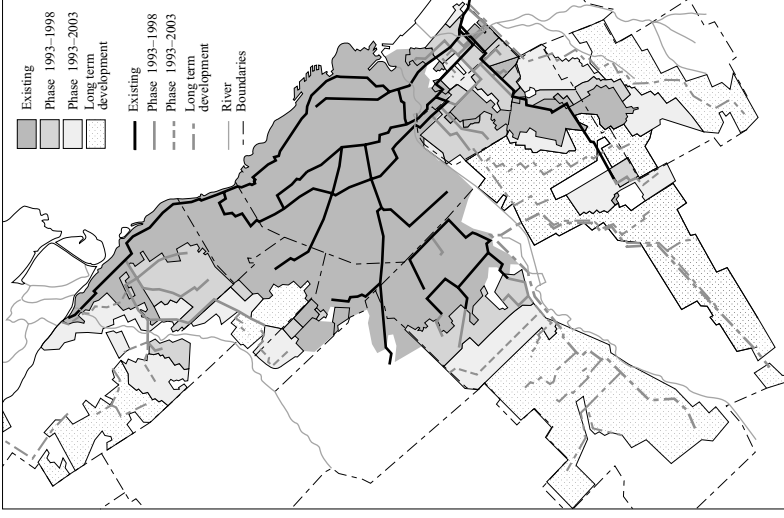 Existing
Phase 1993–1998
Phase 1993–2003
Long term
development
Existing
Phase 1993–1998
Phase 1993–2003
Long term
development
River
Boundaries